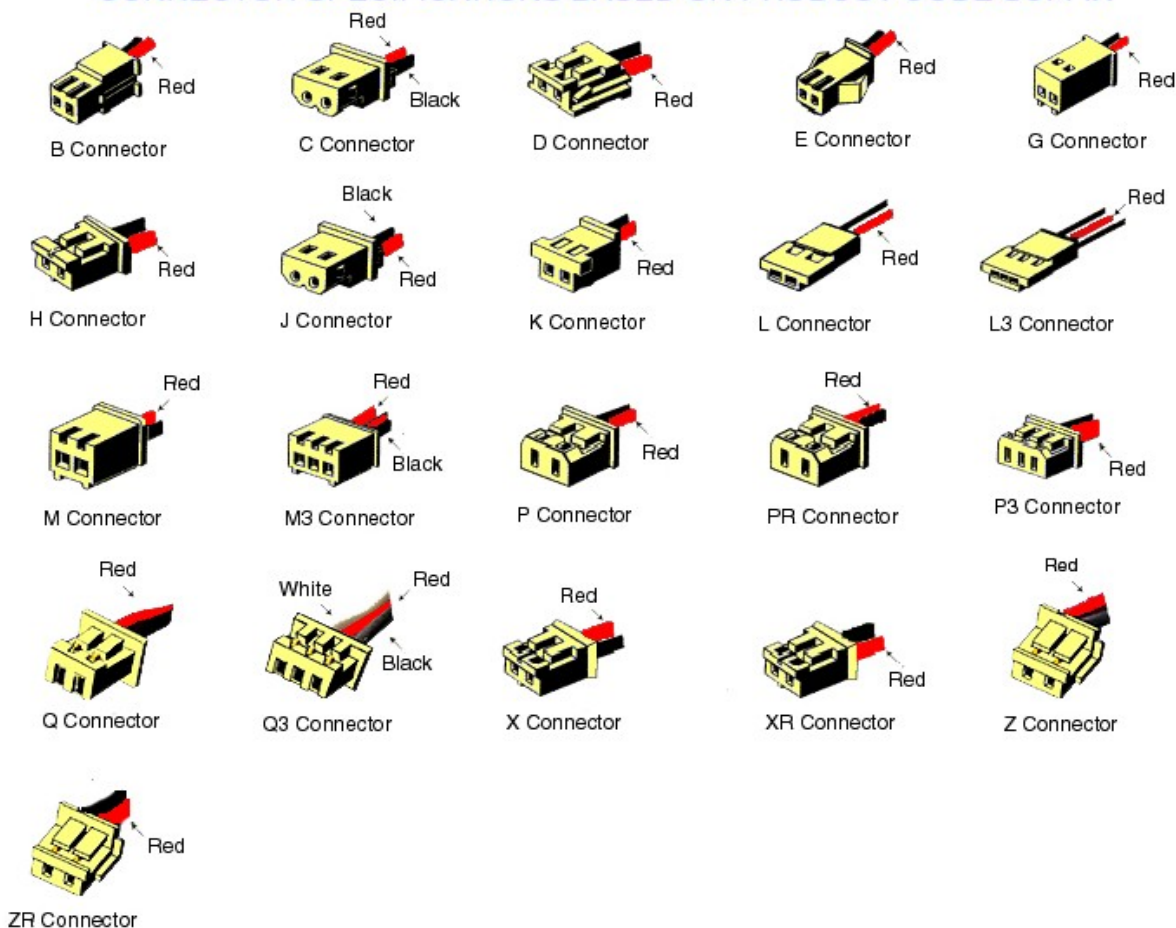 Red
Red
B Connector
Red
Black
C Connector
Red
D Connector
Red
E Connector
Red
G Connector
Red
H Connector
Black
Red
J Connector
Red
K Connector
Red
L Connector
Red
L3 Connector
Red
M Connector
Red
Black
M3 Connector
Red
P Connector
Red
PR Connector
Red
P3 Connector
Red
Q Connector
White
Red
Black
Q3 Connector
Red
X Connector
Red
XR Connector
Red
Z Connector
Red
ZR Connector